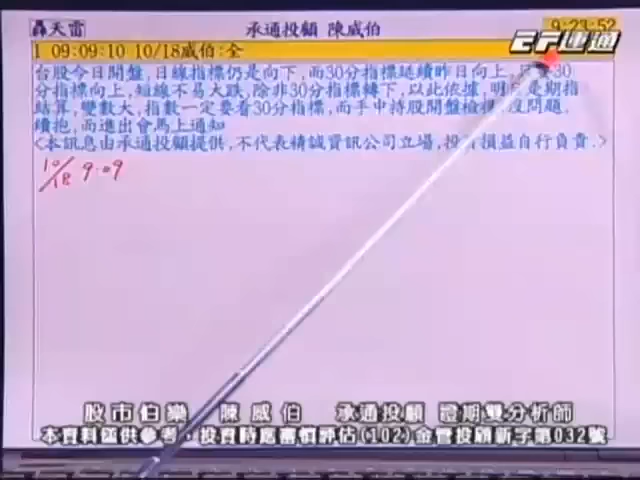 轟天雷 承通投顧 陳威伯 9:23:52
EF建通
1 09:09:10 10/18威伯:全
台股今日開盤,日線指標仍是向下,而30分指標延續昨日向上,只要30
分指標向上,短線不易大跌,除非30分指標轉下,以此依據,明日是期指
結算,變數大,指數一定要看30分指標,而手中持股開盤檢視 沒問題,
續抱,而進出會馬上通知
<本訊息由承通投顧提供,不代表精誠資訊公司立場,投資損益自行負責.>
10/18 9:09
股市伯樂 陳威伯 承通投顧 證期雙分析師
本資料僅供參考,投資時應審慎評估(102)金管投顧新字第032號